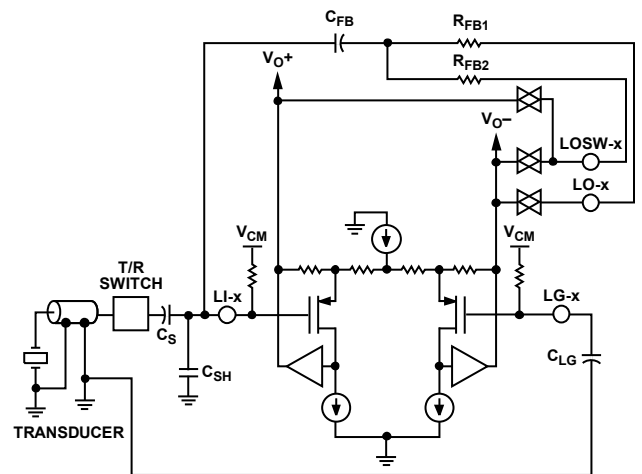 CFB
RFB1
RFB2
VO+
VO–
LOSW-x
LO-x
VCM
VCM
T/R
SWITCH
LI-x
LG-x
CS
CSH
CLG
TRANSDUCER